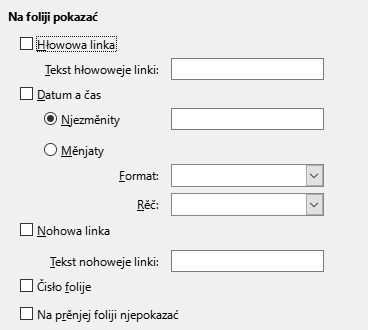 Na foliji pokazać
Hłowowa linka
Tekst hłowoweje linki:
Datum a čas
Njezměnity
Měnjaty
Format:
Rěč:
Nohowa linka
Tekst nohoweje linki:
Čisło folije
Na prěnjej foliji njepokazać